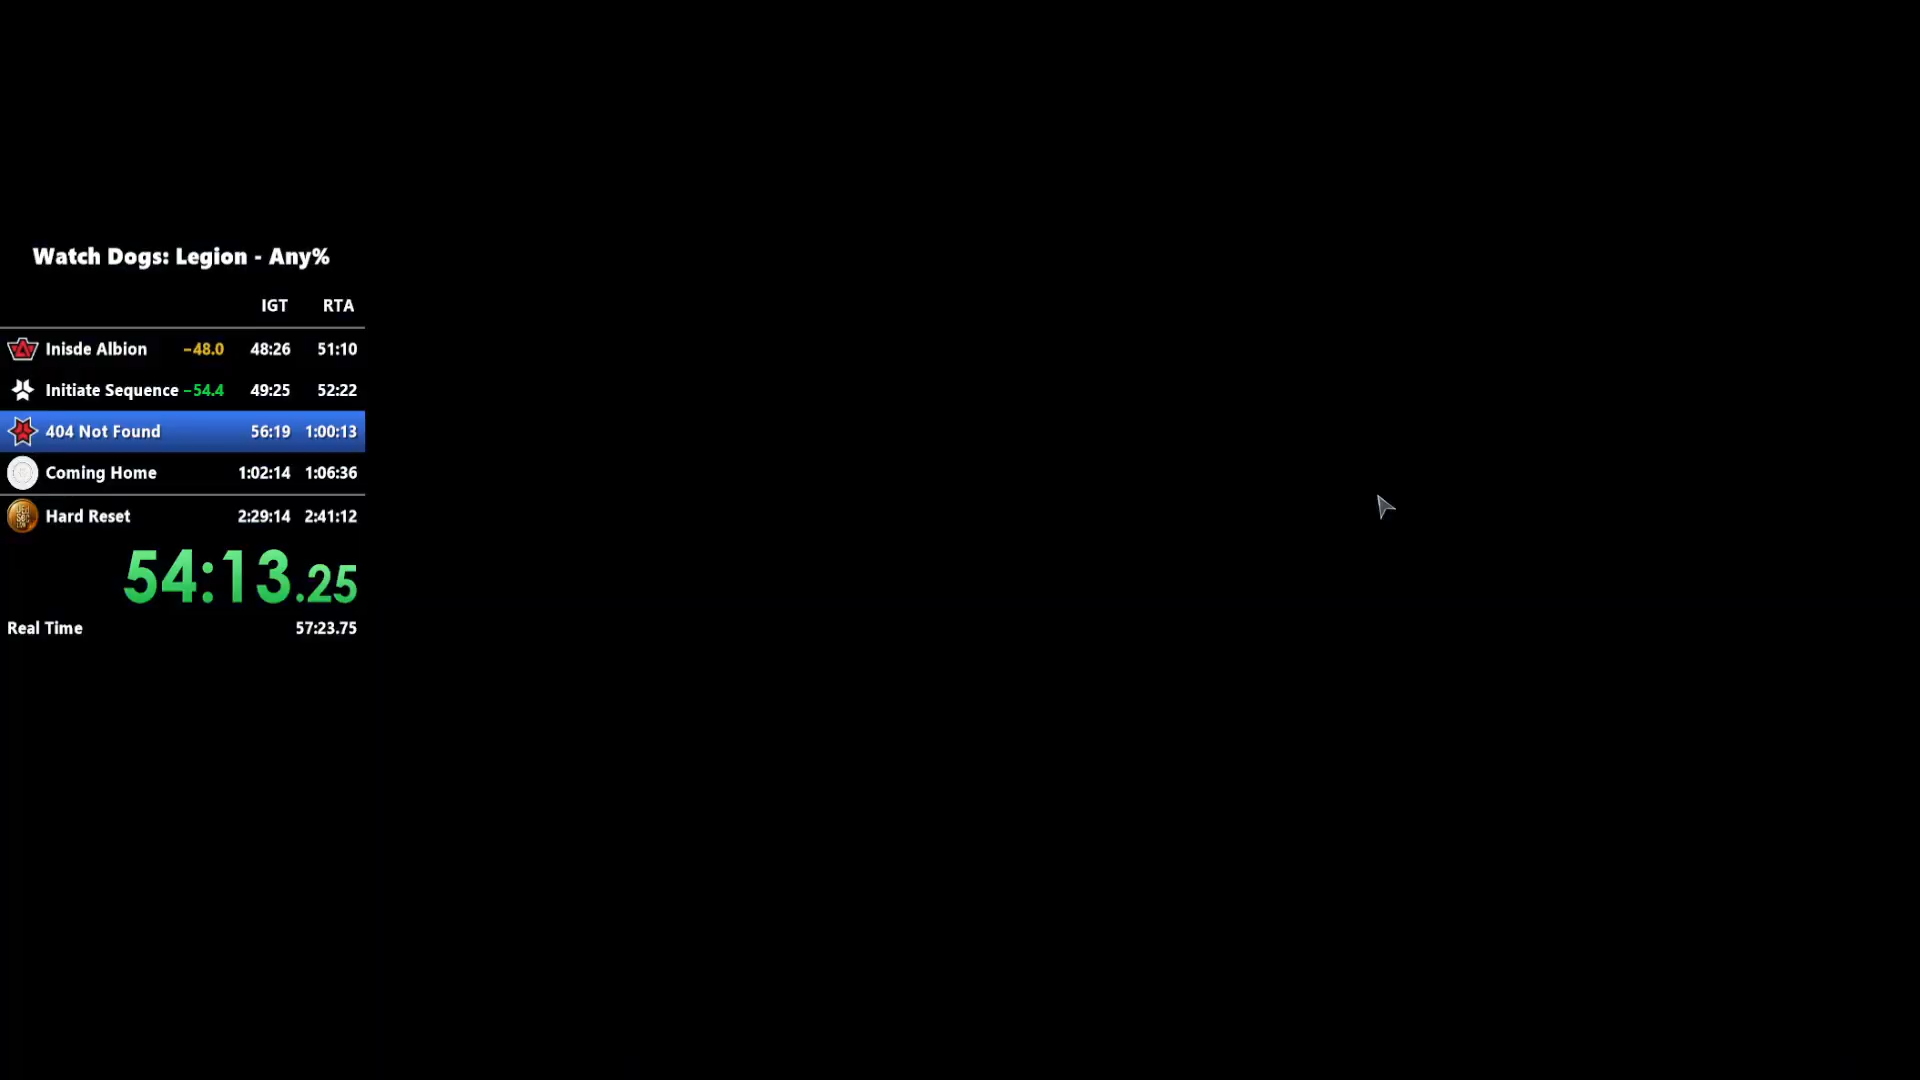 Watch Dogs: Legion - Any%
IGT RTA
Inisde Albion -48.0 48:26 51:10
Initiate Sequence -54.4 49:25 52:22
404 Not Found 56:19 1:00:13
Coming Home 1:02:14 1:06:36
Hard Reset 2:29:14 2:41:12
54:13.25
Real Time 57:23.75